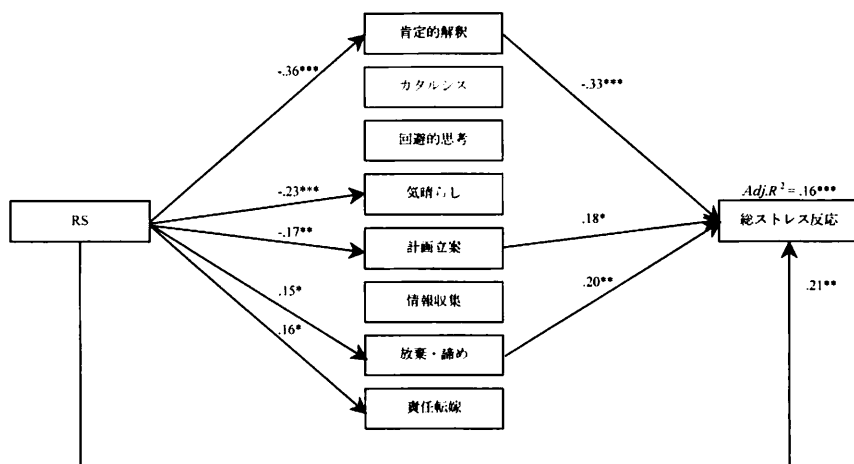 肯定的解釈
-.36***
-.33***
カタルシス
回避的思考
-.23***
気晴らし
Adj.R² = .16***
RS
総ストレス反応
.18*
-.17**
計画立案
.15*
情報収集
.20**
.21**
.16*
放棄・諦め
責任転嫁